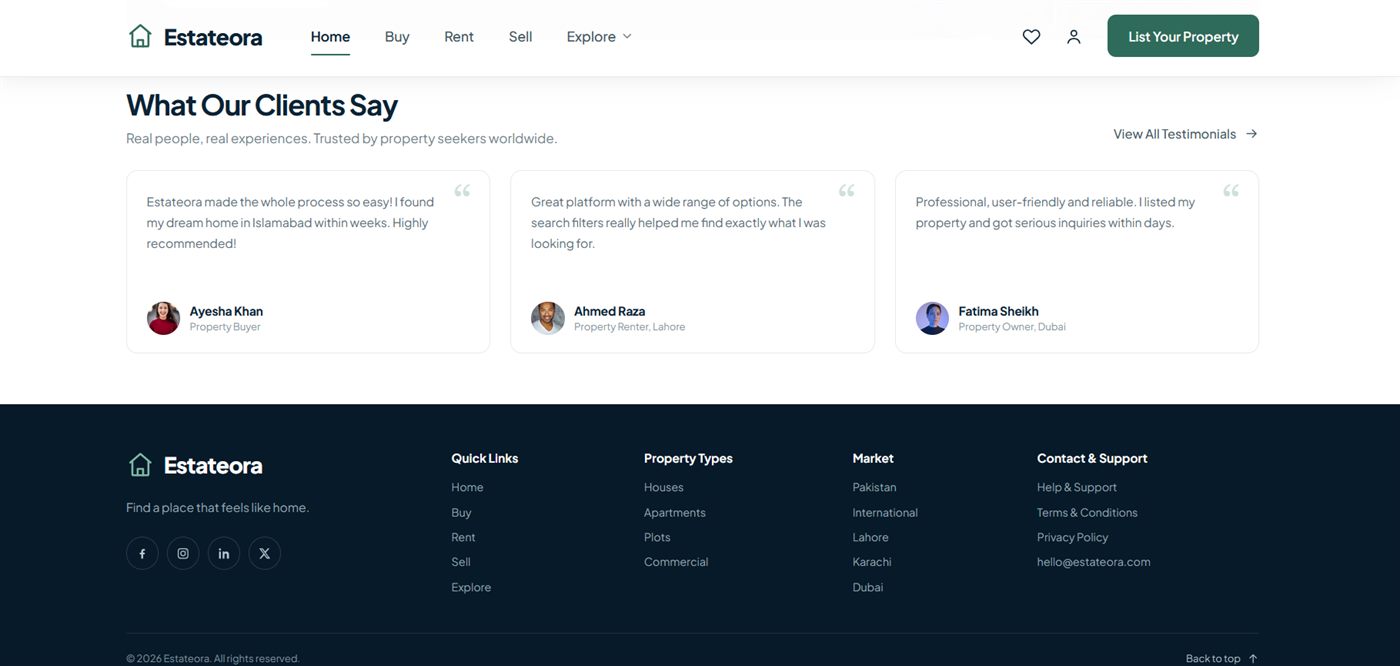 Estateora
Home Buy Rent Sell Explore
List Your Property
What Our Clients Say
Real people, real experiences. Trusted by property seekers worldwide.
View All Testimonials →
“
Estateora made the whole process so easy! I found
my dream home in Islamabad within weeks. Highly
recommended!
Ayesha Khan
Property Buyer
“
Great platform with a wide range of options. The
search filters really helped me find exactly what I was
looking for.
Ahmed Raza
Property Renter, Lahore
“
Professional, user-friendly and reliable. I listed my
property and got serious inquiries within days.
Fatima Sheikh
Property Owner, Dubai
Estateora
Find a place that feels like home.
Quick Links
Home
Buy
Rent
Sell
Explore
Property Types
Houses
Apartments
Plots
Commercial
Market
Pakistan
International
Lahore
Karachi
Dubai
Contact & Support
Help & Support
Terms & Conditions
Privacy Policy
hello@estateora.com
© 2026 Estateora. All rights reserved.
Back to top ↑